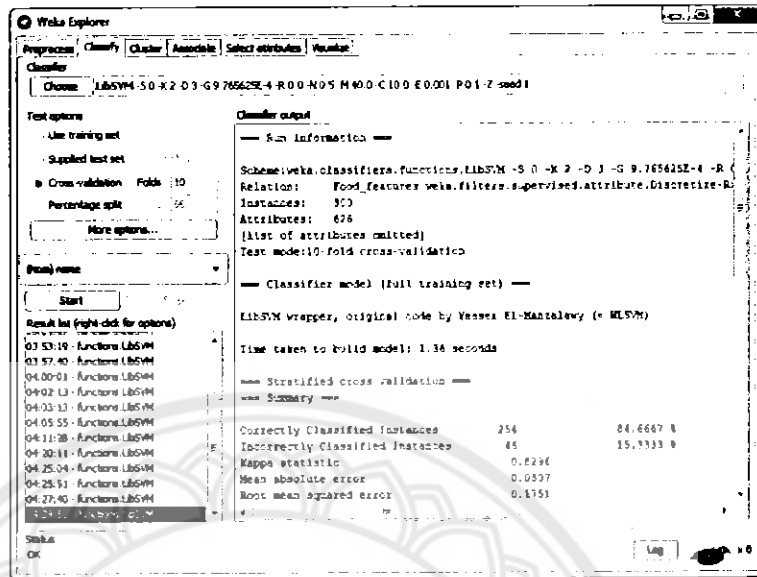 Weka Explorer
Preprocess Classify Cluster Associate Select attributes Visualize
Classifier
Choose LibSVM -S 0 -K 2 -D 3 -G 9.765625E-4 -R 0.0 -N 0.5 -M 40.0 -C 10.0 -E 0.001 -P 0.1 -Z -seed 1
Test options
Use training set
Supplied test set
Cross-validation Folds 10
Percentage split 66
More options...
(Nom) name
Start
Result list (right-click for options)
03:53:19 - functions.LibSVM
03:57:40 - functions.LibSVM
04:00:01 - functions.LibSVM
04:02:13 - functions.LibSVM
04:03:13 - functions.LibSVM
04:05:55 - functions.LibSVM
04:11:28 - functions.LibSVM
04:20:11 - functions.LibSVM
04:25:04 - functions.LibSVM
04:25:51 - functions.LibSVM
04:27:40 - functions.LibSVM
Classifier output
=== Run information ===
Scheme:weka.classifiers.functions.LibSVM -S 0 -K 2 -D 3 -G 9.765625E-4 -R
Relation: Food_features weka.filters.supervised.attribute.Discretize-R
Instances: 300
Attributes: 626
[list of attributes omitted]
Test mode:10-fold cross-validation
=== Classifier model (full training set) ===
LibSVM wrapper, original code by Yasser EL-Manzalawy (= WLSVM)
Time taken to build model: 1.36 seconds
=== Stratified cross-validation ===
=== Summary ===
Correctly Classified Instances 254 84.6667 %
Incorrectly Classified Instances 46 15.3333 %
Kappa statistic 0.8296
Mean absolute error 0.0307
Root mean squared error 0.1751
Status
OK
Log
x 0